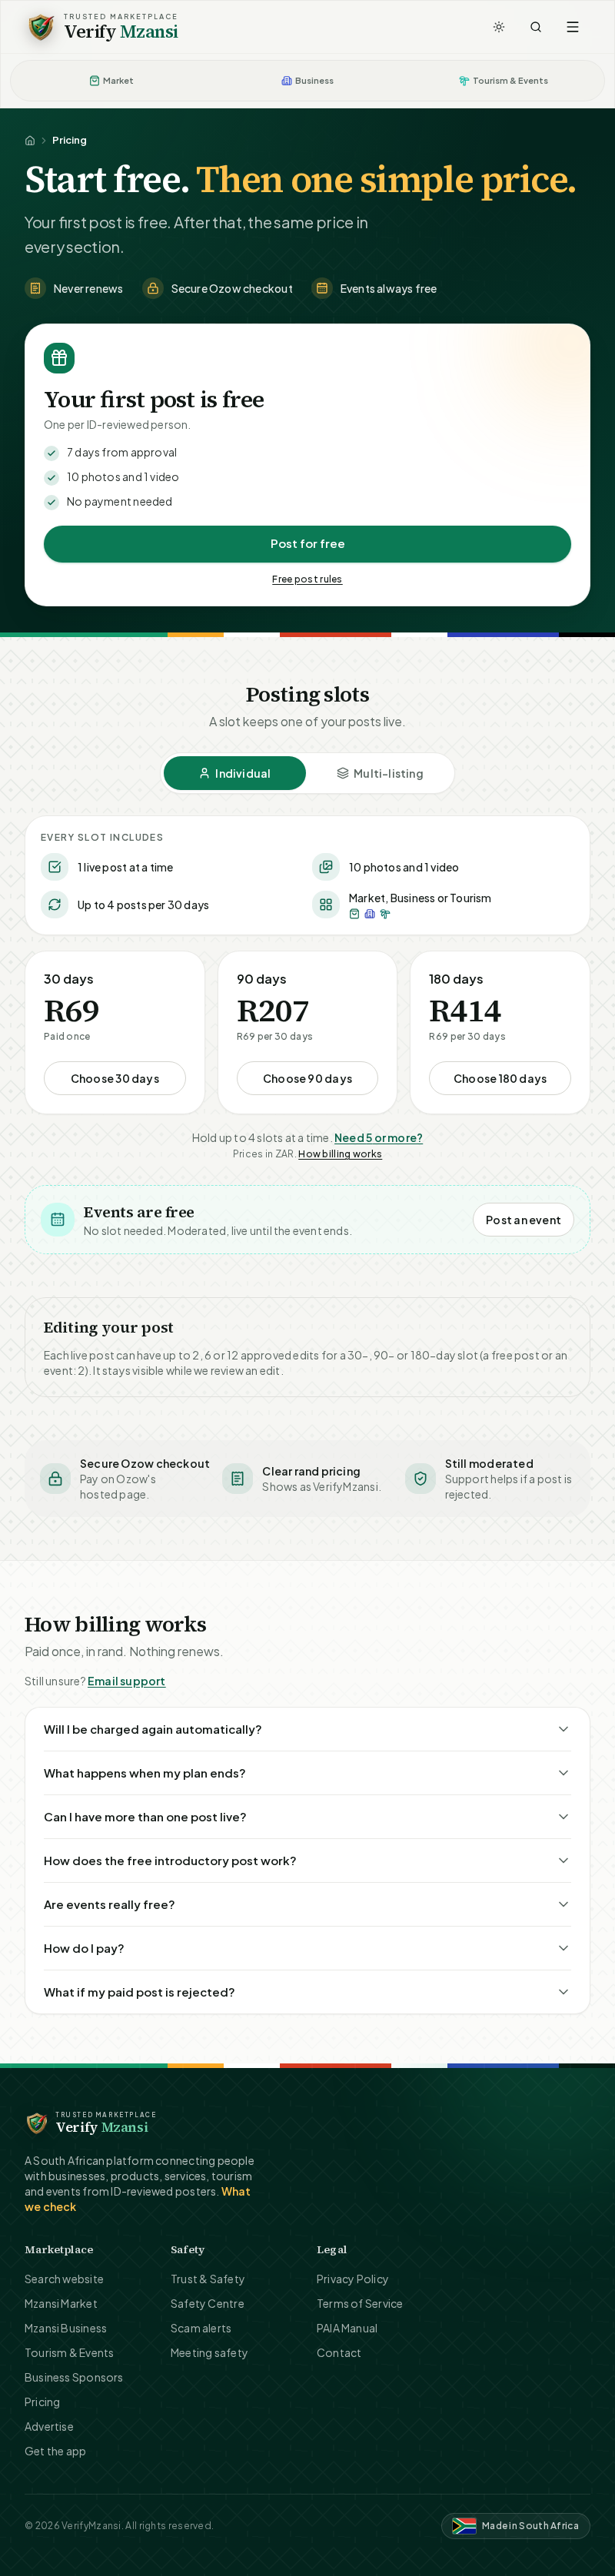 TRUSTED MARKETPLACE
Verify Mzansi
Market
Business
Tourism & Events
Pricing
Start free. Then one simple price.
Your first post is free. After that, the same price in
every section.
Never renews
Secure Ozow checkout
Events always free
Your first post is free
One per ID-reviewed person.
7 days from approval
10 photos and 1 video
No payment needed
Post for free
Free post rules
Posting slots
A slot keeps one of your posts live.
Individual
Multi-listing
EVERY SLOT INCLUDES
1 live post at a time
10 photos and 1 video
Up to 4 posts per 30 days
Market, Business or Tourism
30 days
R69
Paid once
Choose 30 days
90 days
R207
R69 per 30 days
Choose 90 days
180 days
R414
R69 per 30 days
Choose 180 days
Hold up to 4 slots at a time. Need 5 or more?
Prices in ZAR. How billing works
Events are free
No slot needed. Moderated, live until the event ends.
Post an event
Editing your post
Each live post can have up to 2, 6 or 12 approved edits for a 30-, 90- or 180-day slot (a free post or an
event: 2). It stays visible while we review an edit.
Secure Ozow checkout
Pay on Ozow's
hosted page.
Clear rand pricing
Shows as VerifyMzansi.
Still moderated
Support helps if a post is
rejected.
How billing works
Paid once, in rand. Nothing renews.
Still unsure? Email support
Will I be charged again automatically?
What happens when my plan ends?
Can I have more than one post live?
How does the free introductory post work?
Are events really free?
How do I pay?
What if my paid post is rejected?
TRUSTED MARKETPLACE
Verify Mzansi
A South African platform connecting people
with businesses, products, services, tourism
and events from ID-reviewed posters. What
we check
Marketplace
Search website
Mzansi Market
Mzansi Business
Tourism & Events
Business Sponsors
Pricing
Advertise
Get the app
Safety
Trust & Safety
Safety Centre
Scam alerts
Meeting safety
Legal
Privacy Policy
Terms of Service
PAIA Manual
Contact
© 2026 VerifyMzansi. All rights reserved.
Made in South Africa